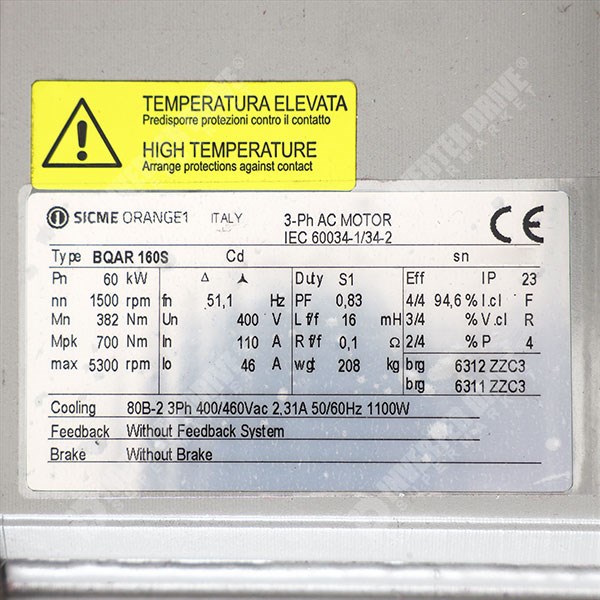 TEMPERATURA ELEVATA
Predisporre protezioni contro il contatto
HIGH TEMPERATURE
Arrange protections against contact
SICME ORANGE1 ITALY 3-Ph AC MOTOR CE
IEC 60034-1/34-2
Type BQAR 160S Cd sn
Pn 60 kW Δ Duty S1 Eff IP 23
nn 1500 rpm fn 51,1 Hz PF 0,83 4/4 94,6 % I.cl F
Mn 382 Nm Un 400 V Lf/f 16 mH 3/4 % V.cl R
Mpk 700 Nm In 110 A Rf/f 0,1 Ω 2/4 % P 4
max 5300 rpm Io 46 A wgt 208 kg brg 6312 ZZC3
brg 6311 ZZC3
Cooling 80B-2 3Ph 400/460Vac 2,31A 50/60Hz 1100W
Feedback Without Feedback System
Brake Without Brake
INVERTER DRIVE
SUPERMARKET